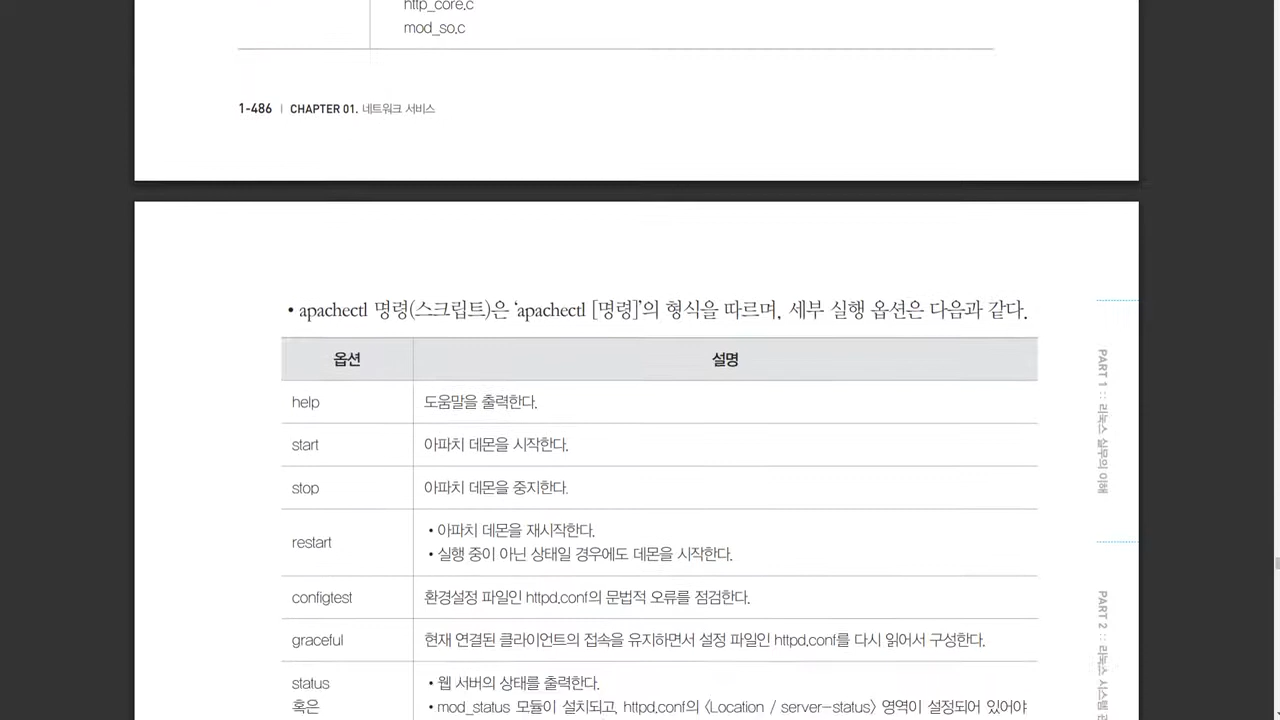 http_core.c
mod_so.c
1-486 | CHAPTER 01. 네트워크 서비스
• apachectl 명령(스크립트)은 ‘apachectl [명령]’의 형식을 따르며, 세부 실행 옵션은 다음과 같다.
옵션 설명
help 도움말을 출력한다.
start 아파치 데몬을 시작한다.
stop 아파치 데몬을 중지한다.
restart
• 아파치 데몬을 재시작한다.
• 실행 중이 아닌 상태일 경우에도 데몬을 시작한다.
configtest 환경설정 파일인 httpd.conf의 문법적 오류를 점검한다.
graceful 현재 연결된 클라이언트의 접속을 유지하면서 설정 파일인 httpd.conf를 다시 읽어서 구성한다.
status
혹은
• 웹 서버의 상태를 출력한다.
• mod_status 모듈이 설치되고, httpd.conf의 〈Location / server-status〉 영역이 설정되어 있어야
PART 1 :: 리눅스 실무의 이해
PART 2 :: 리눅스 시스템